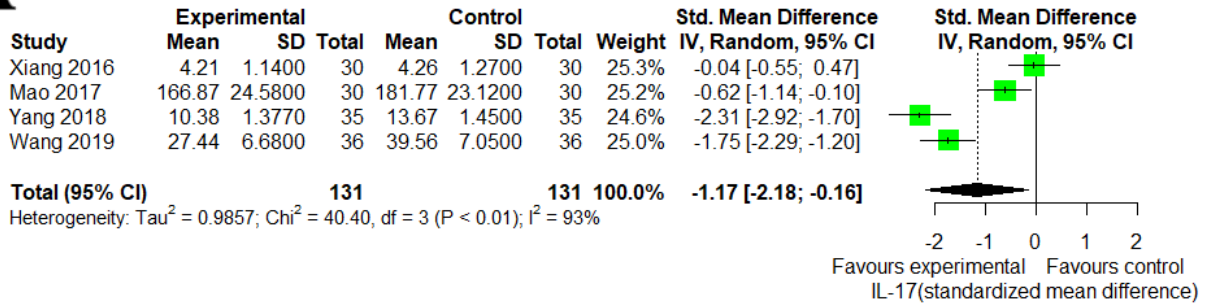 Experimental Control Std. Mean Difference Std. Mean Difference
Study Mean SD Total Mean SD Total Weight IV, Random, 95% CI IV, Random, 95% CI
Xiang 2016 4.21 1.1400 30 4.26 1.2700 30 25.3% -0.04 [-0.55; 0.47]
Mao 2017 166.87 24.5800 30 181.77 23.1200 30 25.2% -0.62 [-1.14; -0.10]
Yang 2018 10.38 1.3770 35 13.67 1.4500 35 24.6% -2.31 [-2.92; -1.70]
Wang 2019 27.44 6.6800 36 39.56 7.0500 36 25.0% -1.75 [-2.29; -1.20]
Total (95% CI) 131 131 100.0% -1.17 [-2.18; -0.16]
Heterogeneity: Tau² = 0.9857; Chi² = 40.40, df = 3 (P < 0.01); I² = 93%
-2 -1 0 1 2
Favours experimental Favours control
IL-17(standardized mean difference)